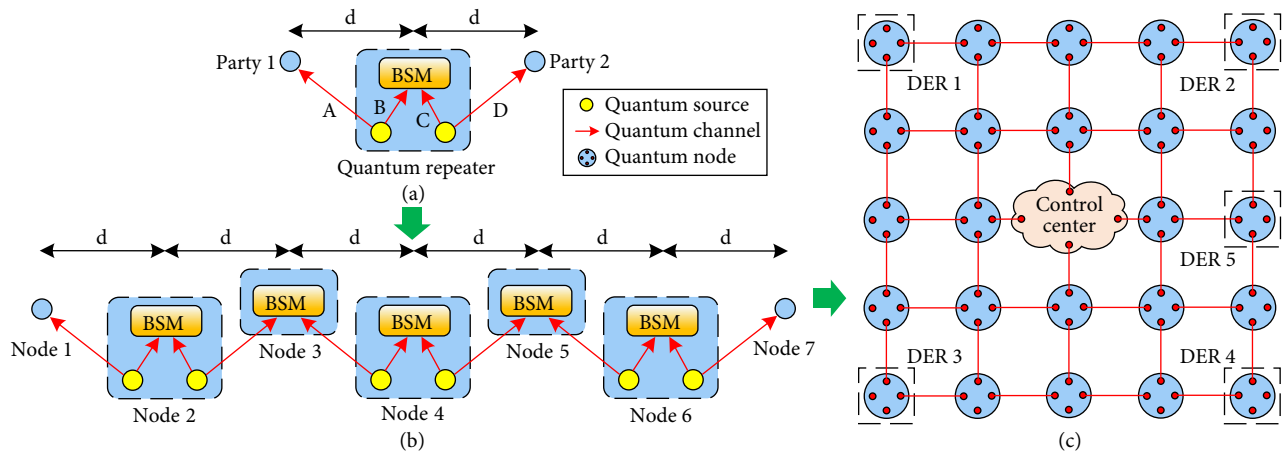 d d
Party 1 Party 2
BSM
A B C D
Quantum repeater
(a)
Quantum source
Quantum channel
Quantum node
d d d d d d
BSM BSM BSM BSM BSM
Node 1 Node 3 Node 5 Node 7
Node 2 Node 4 Node 6
(b)
DER 1 DER 2
Control
center
DER 5
DER 3 DER 4
(c)